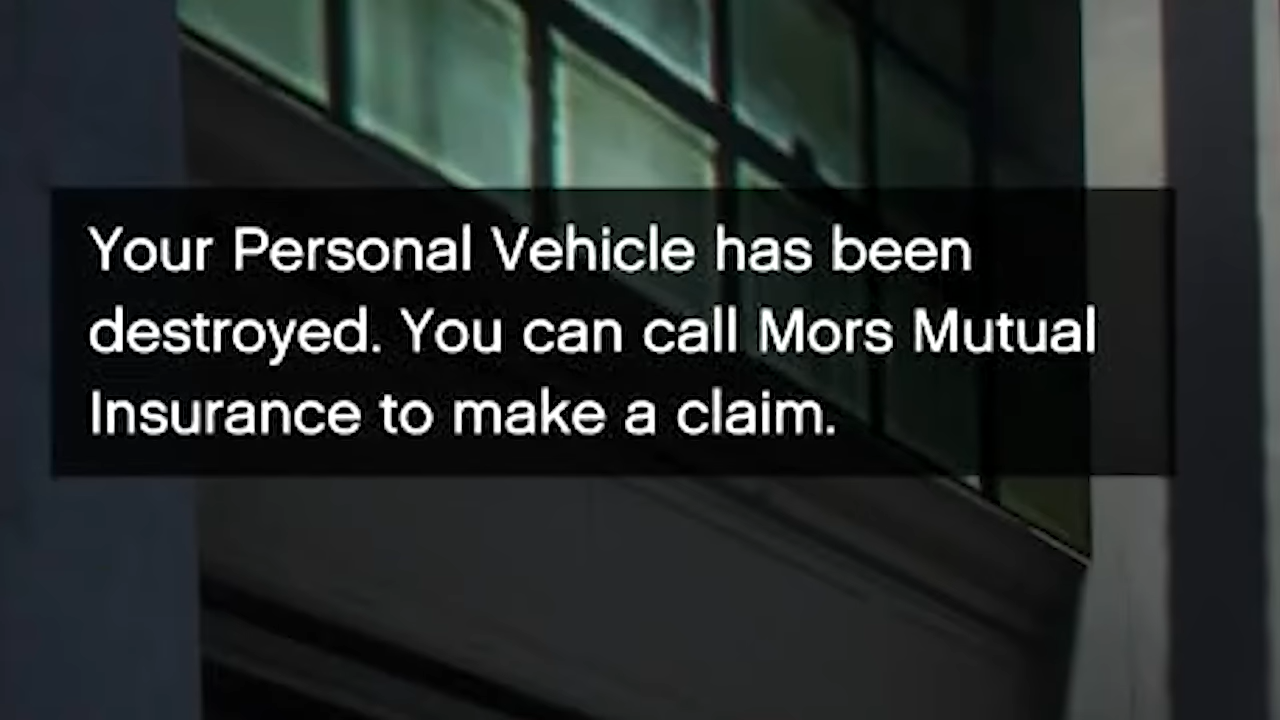 Your Personal Vehicle has been
destroyed. You can call Mors Mutual
Insurance to make a claim.